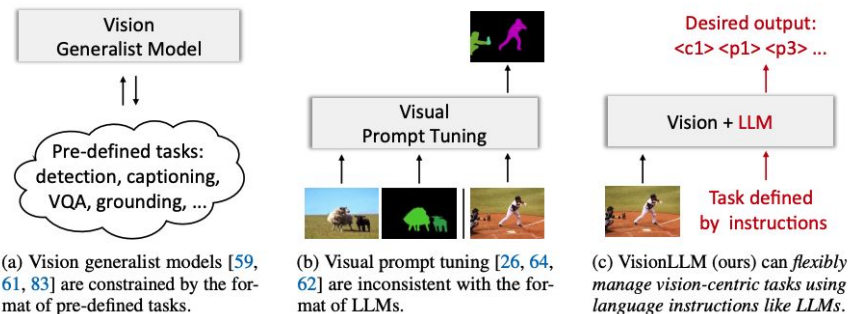 Vision
Generalist Model
Pre-defined tasks:
detection, captioning,
VQA, grounding, ...
(a) Vision generalist models [59,
61, 83] are constrained by the for-
mat of pre-defined tasks.
Visual
Prompt Tuning
(b) Visual prompt tuning [26, 64,
62] are inconsistent with the for-
mat of LLMs.
Desired output:
<c1> <p1> <p3> ...
Vision + LLM
Task defined
by instructions
(c) VisionLLM (ours) can flexibly
manage vision-centric tasks using
language instructions like LLMs.